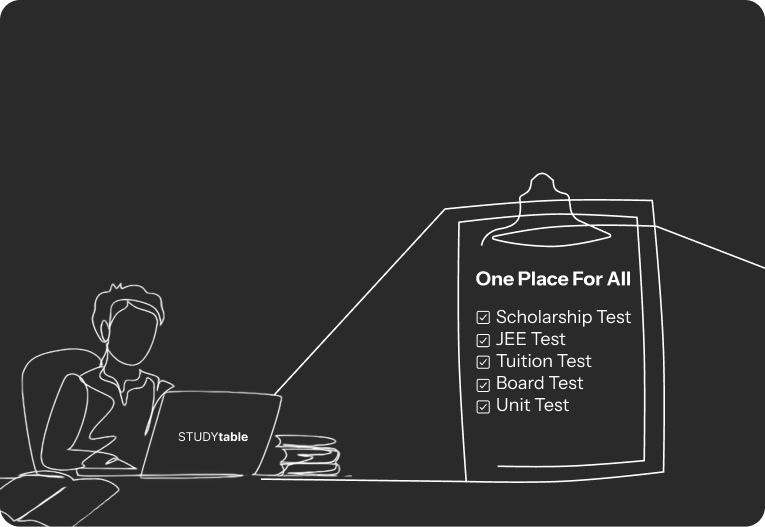 One Place For All
Scholarship Test
JEE Test
Tuition Test
Board Test
Unit Test
STUDYtable